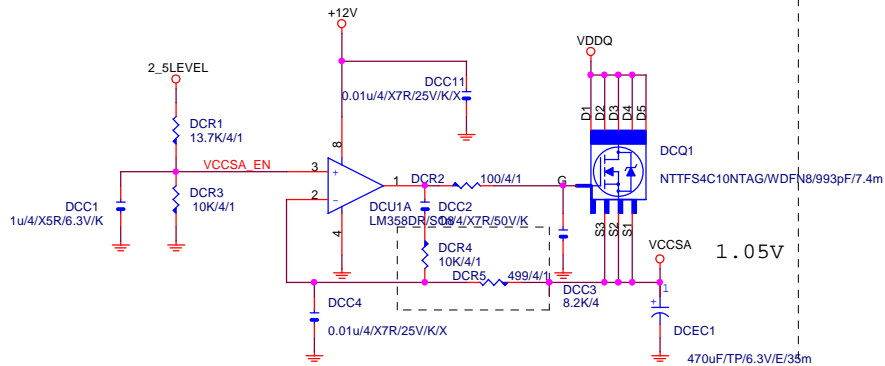 +12V
VDDQ
2_5LEVEL
DCC11
0.01u/4/X7R/25V/K/X
D1
D2
D3
D4
D5
DCR1
13.7K/4/1
8
DCQ1
VCCSA_EN
3
+
1
DCR2
100/4/1
G
NTTFS4C10NTAG/WDFN8/993pF/7.4m
2
-
DCR3
10K/4/1
DCC1
1u/4/X5R/6.3V/K
DCU1A
LM358DR/SO8
DCC2
/4/X7R/50V/K
4
S3
S2
S1
DCR4
10K/4/1
VCCSA
1.05V
DCR5
499/4/1
DCC3
8.2K/4
1
+
DCC4
0.01u/4/X7R/25V/K/X
DCEC1
470uF/TP/6.3V/E/35m